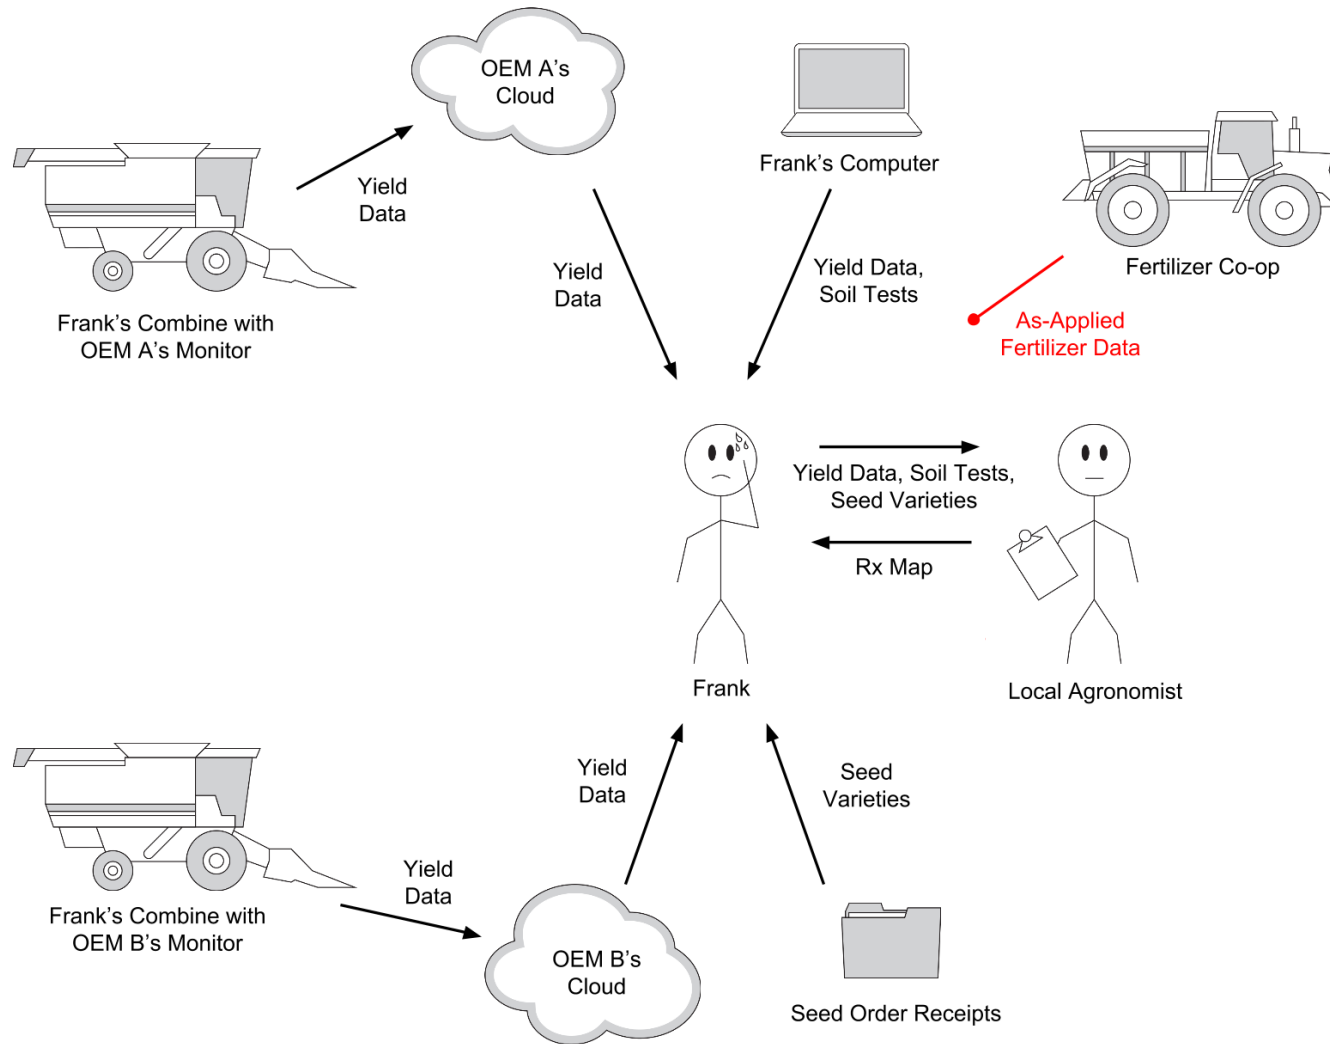 OEM A's
Cloud
Yield
Data
Frank's Computer
Frank's Combine with
OEM A's Monitor
Yield
Data
Yield Data,
Soil Tests
Fertilizer Co-op
As-Applied
Fertilizer Data
Yield Data, Soil Tests,
Seed Varieties
Rx Map
Frank
Local Agronomist
Yield
Data
Seed
Varieties
Frank's Combine with
OEM B's Monitor
Yield
Data
OEM B's
Cloud
Seed Order Receipts